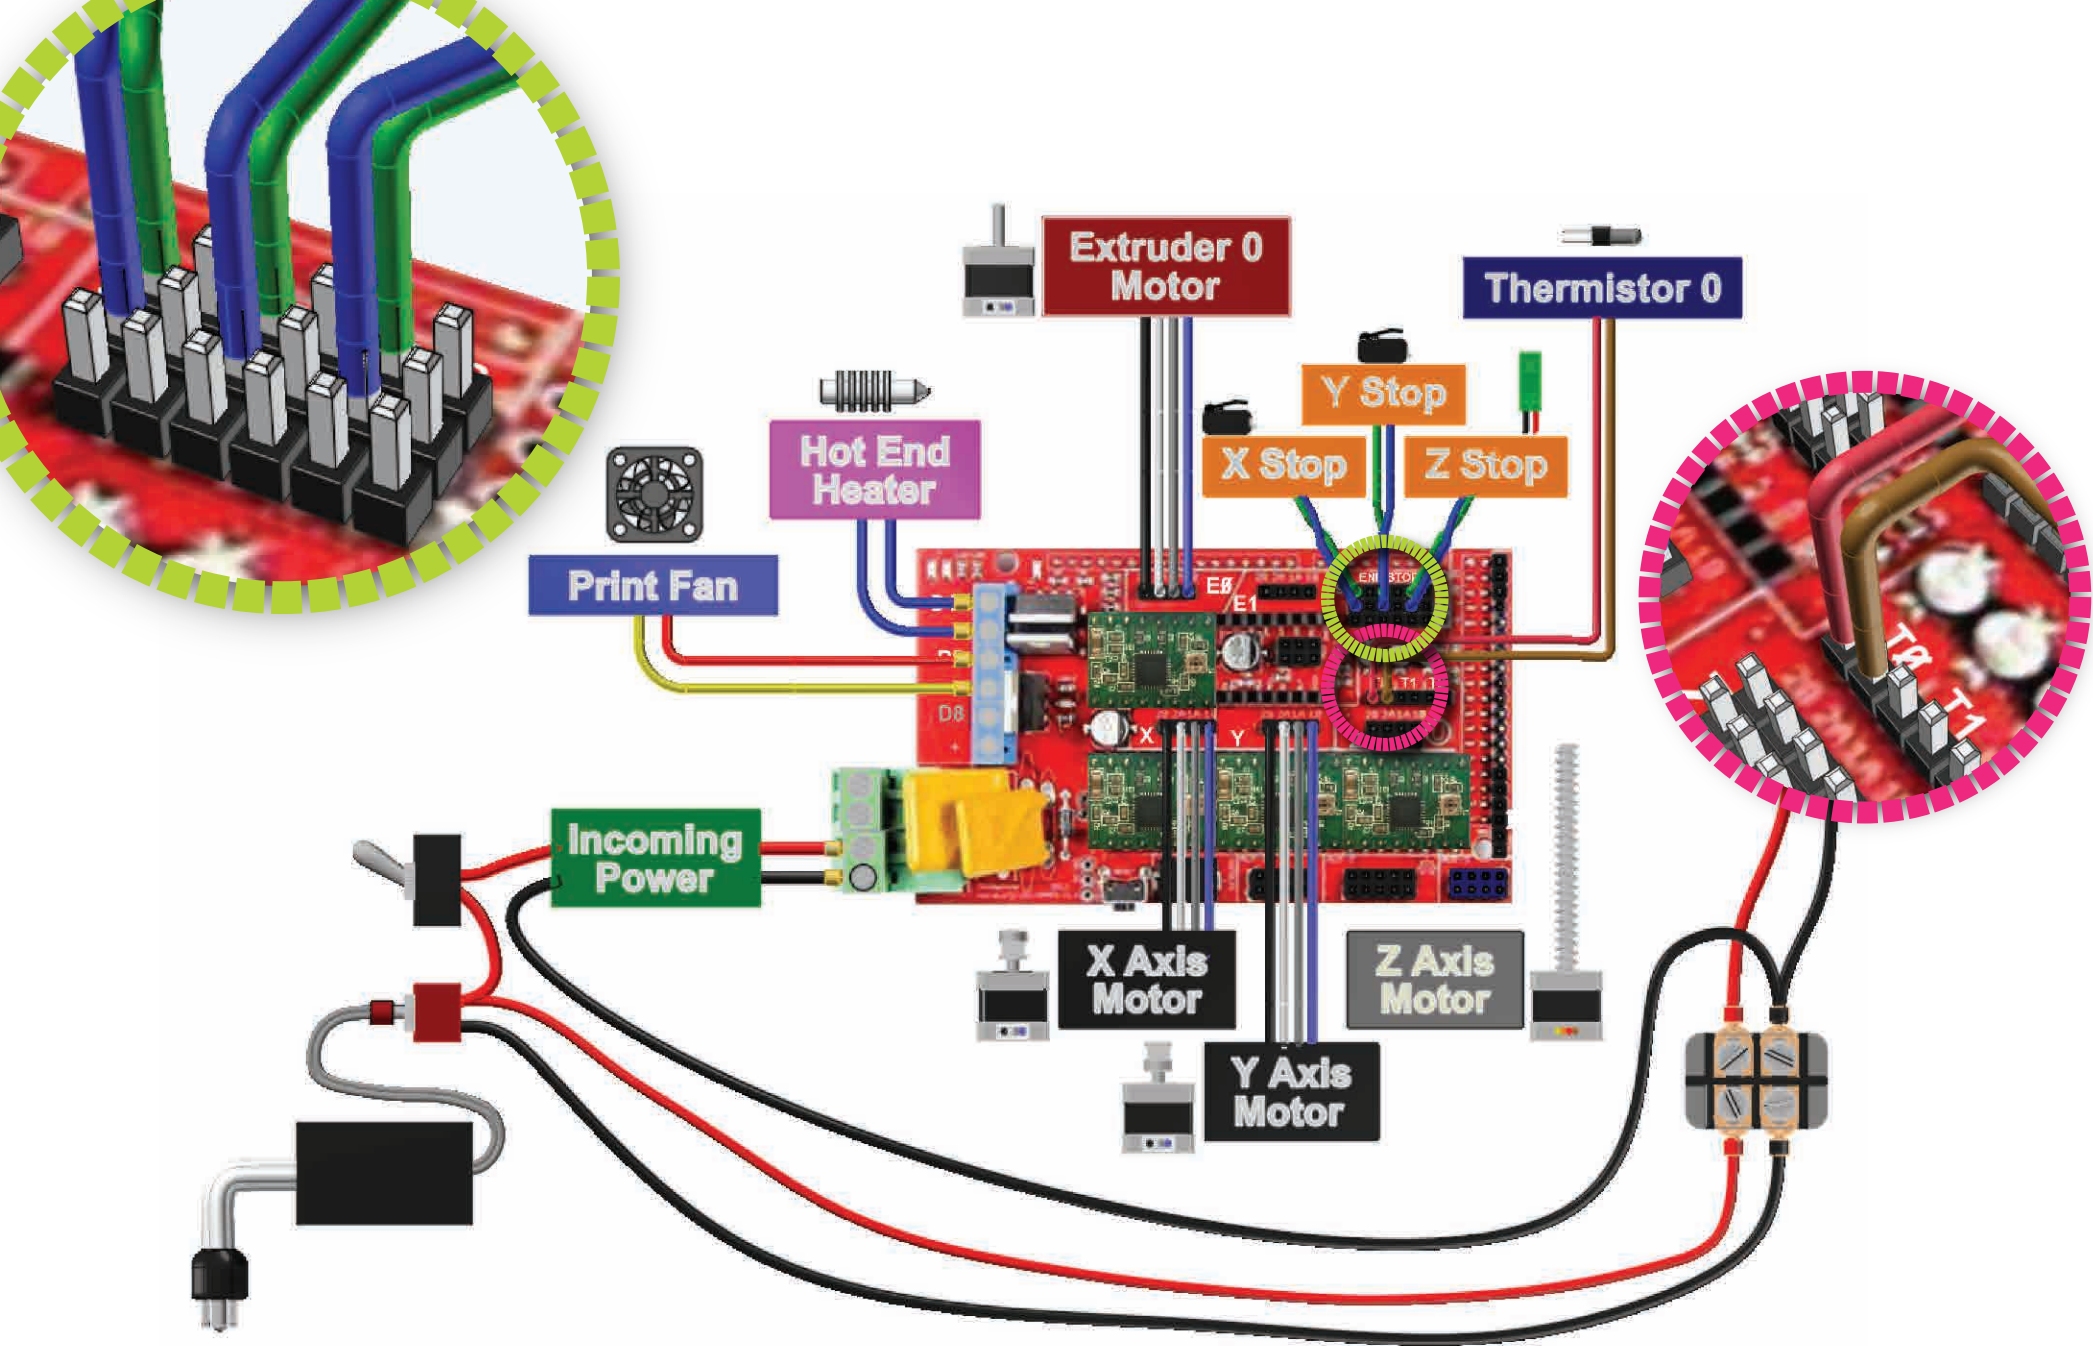 Extruder 0
Motor
Thermistor 0
Y Stop
X Stop
Z Stop
Hot End
Heater
Print Fan
E0
E1
D8
X
Y
T1
T0
T1
Incoming
Power
X Axis
Motor
Z Axis
Motor
Y Axis
Motor